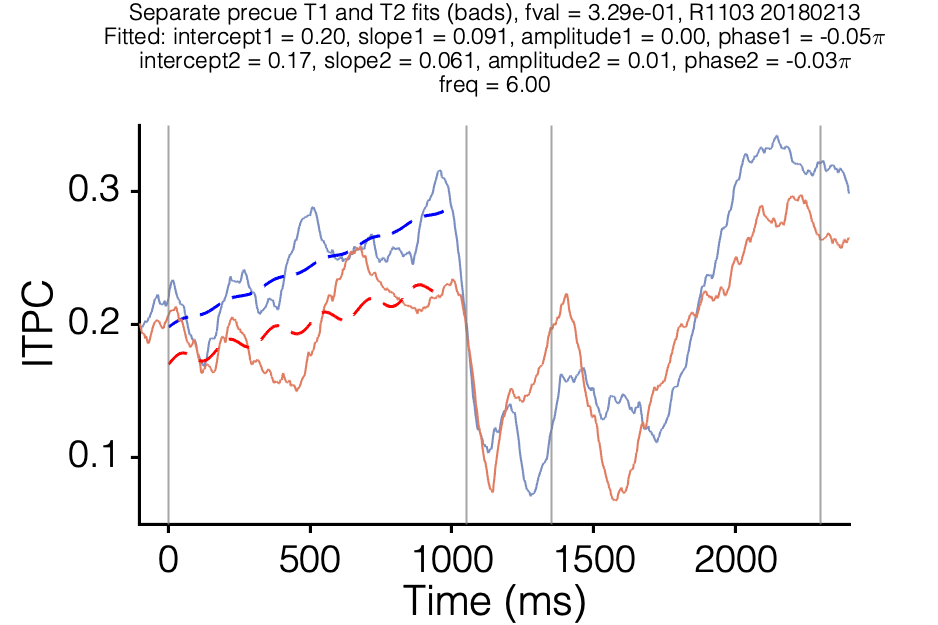 Separate precue T1 and T2 fits (bads), fval = 3.29e-01, R1103 20180213
Fitted: intercept1 = 0.20, slope1 = 0.091, amplitude1 = 0.00, phase1 = -0.05π
intercept2 = 0.17, slope2 = 0.061, amplitude2 = 0.01, phase2 = -0.03π
freq = 6.00
0.3
0.2
0.1
ITPC
0 500 1000 1500 2000
Time (ms)